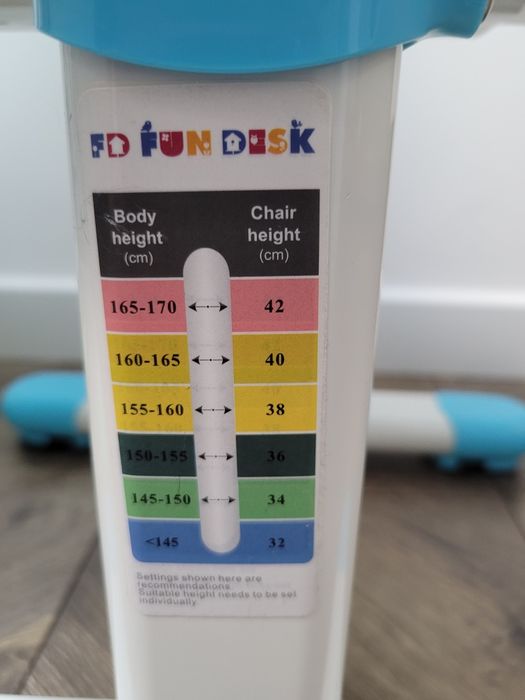 FD FUN DESK
Body height (cm) Chair height (cm)
165-170 42
160-165 40
155-160 38
150-155 36
145-150 34
<145 32
Settings shown here are
recommendations.
Suitable height needs to be set
individually.